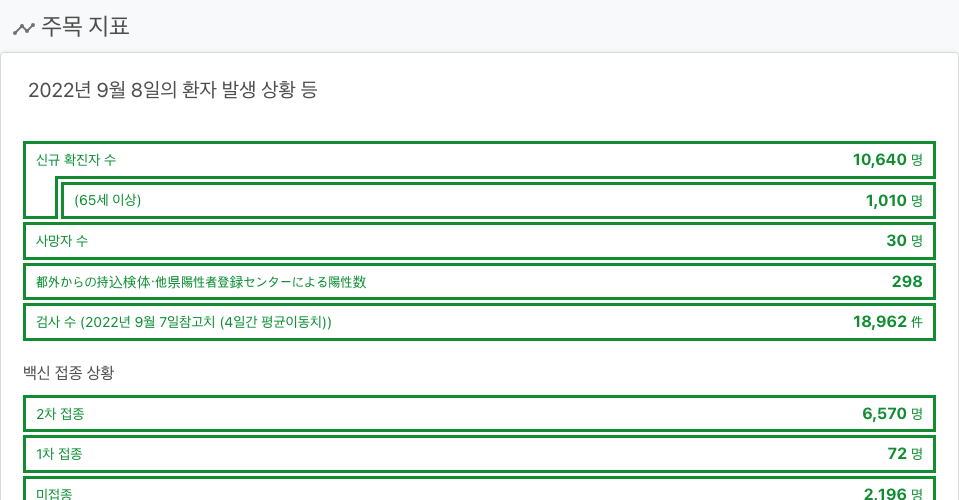 주목 지표
2022년 9월 8일의 환자 발생 상황 등
신규 확진자 수 10,640 명
(65세 이상) 1,010 명
사망자 수 30 명
都外からの持込検体·他県陽性者登録センターによる陽性数 298
검사 수 (2022년 9월 7일참고치 (4일간 평균이동치)) 18,962 件
백신 접종 상황
2차 접종 6,570 명
1차 접종 72 명
미접종 2,196 명